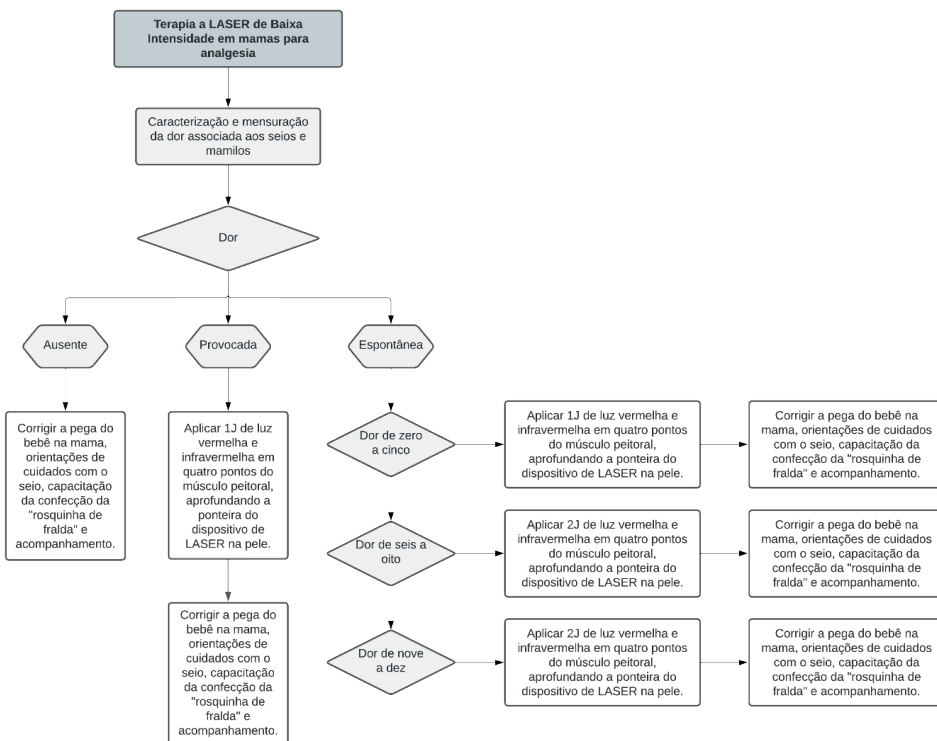 Terapia a LASER de Baixa
Intensidade em mamas para
analgesia
Caracterização e mensuração
da dor associada aos seios e
mamilos
Dor
Ausente
Provocada
Espontânea
Corrigir a pega do
bebê na mama,
orientações de
cuidados com o
seio, capacitação
da confecção da
"rosquinha de
fralda" e
acompanhamento.
Aplicar 1J de luz
vermelha e
infravermelha em
quatro pontos do
músculo peitoral,
aprofundando a
ponteira do
dispositivo de
LASER na pele.
Corrigir a pega do
bebê na mama,
orientações de
cuidados com o
seio, capacitação
da confecção da
"rosquinha de
fralda" e
acompanhamento.
Dor de zero
a cinco
Aplicar 1J de luz vermelha e
infravermelha em quatro pontos
do músculo peitoral,
aprofundando a ponteira do
dispositivo de LASER na pele.
Corrigir a pega do bebê na
mama, orientações de cuidados
com o seio, capacitação da
confecção da "rosquinha de
fralda" e acompanhamento.
Dor de seis a
oito
Aplicar 2J de luz vermelha e
infravermelha em quatro pontos
do músculo peitoral,
aprofundando a ponteira do
dispositivo de LASER na pele.
Corrigir a pega do bebê na
mama, orientações de cuidados
com o seio, capacitação da
confecção da "rosquinha de
fralda" e acompanhamento.
Dor de nove
a dez
Aplicar 2J de luz vermelha e
infravermelha em quatro pontos
do músculo peitoral,
aprofundando a ponteira do
dispositivo de LASER na pele.
Corrigir a pega do bebê na
mama, orientações de cuidados
com o seio, capacitação da
confecção da "rosquinha de
fralda" e acompanhamento.